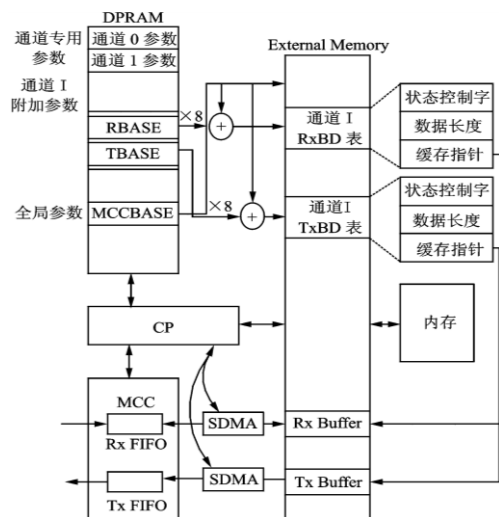 DPRAM
通道专用
参数
通道 0 参数
通道 1 参数
通道 I
附加参数
RBASE
×8
TBASE
×8
全局参数
MCCBASE
External Memory
通道 I
RxBD 表
通道I
TxBD 表
状态控制字
数据长度
缓存指针
状态控制字
数据长度
缓存指针
CP
内存
MCC
Rx FIFO
SDMA
Rx Buffer
Tx FIFO
SDMA
Tx Buffer